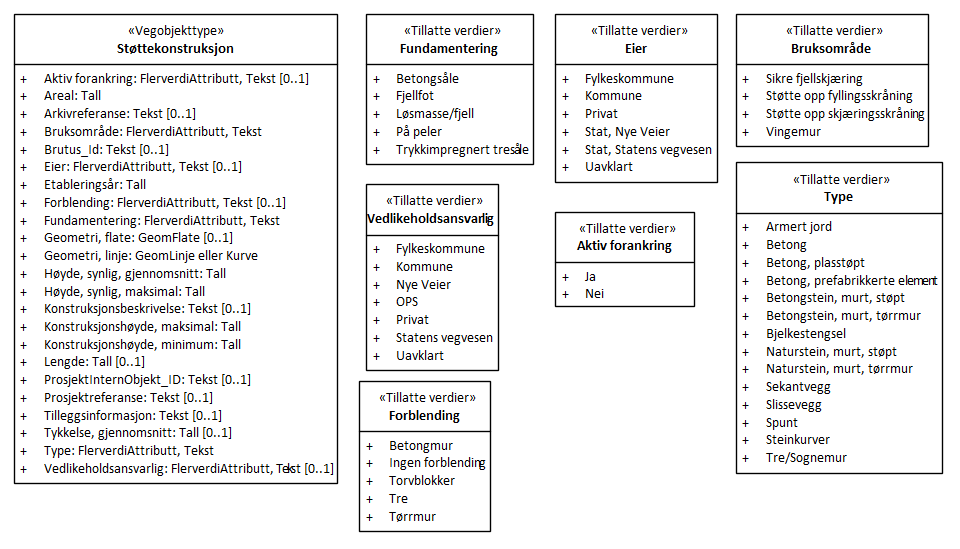 «Vegobjekttype»
Støttekonstruksjon
+ Aktiv forankring: FlerverdiAttributt, Tekst [0..1]
+ Areal: Tall
+ Arkivreferanse: Tekst [0..1]
+ Bruksområde: FlerverdiAttributt, Tekst
+ Brutus_Id: Tekst [0..1]
+ Eier: FlerverdiAttributt, Tekst [0..1]
+ Etableringsår: Tall
+ Forblending: FlerverdiAttributt, Tekst [0..1]
+ Fundamentering: FlerverdiAttributt, Tekst
+ Geometri, flate: GeomFlate [0..1]
+ Geometri, linje: GeomLinje eller Kurve
+ Høyde, synlig, gjennomsnitt: Tall
+ Høyde, synlig, maksimal: Tall
+ Konstruksjonsbeskrivelse: Tekst [0..1]
+ Konstruksjonshøyde, maksimal: Tall
+ Konstruksjonshøyde, minimum: Tall
+ Lengde: Tall [0..1]
+ ProsjektInternObjekt_ID: Tekst [0..1]
+ Prosjektreferanse: Tekst [0..1]
+ Tilleggsinformasjon: Tekst [0..1]
+ Tykkelse, gjennomsnitt: Tall [0..1]
+ Type: FlerverdiAttributt, Tekst
+ Vedlikeholdsansvarlig: FlerverdiAttributt, Tekst [0..1]
«Tillatte verdier»
Fundamentering
+ Betongsåle
+ Fjellfot
+ Løsmasse/fjell
+ På peler
+ Trykkimpregnert tresåle
«Tillatte verdier»
Vedlikeholdsansvarlig
+ Fylkeskommune
+ Kommune
+ Nye Veier
+ OPS
+ Privat
+ Statens vegvesen
+ Uavklart
«Tillatte verdier»
Forblending
+ Betongmur
+ Ingen forblending
+ Torvblokker
+ Tre
+ Tørrmur
«Tillatte verdier»
Eier
+ Fylkeskommune
+ Kommune
+ Privat
+ Stat, Nye Veier
+ Stat, Statens vegvesen
+ Uavklart
«Tillatte verdier»
Aktiv forankring
+ Ja
+ Nei
«Tillatte verdier»
Bruksområde
+ Sikre fjellskjæring
+ Støtte opp fyllingsskråning
+ Støtte opp skjæringsskråning
+ Vingemur
«Tillatte verdier»
Type
+ Armert jord
+ Betong
+ Betong, plasstøpt
+ Betong, prefabrikkerte element
+ Betongstein, murt, støpt
+ Betongstein, murt, tørrmur
+ Bjelkestengsel
+ Naturstein, murt, støpt
+ Naturstein, murt, tørrmur
+ Sekantvegg
+ Slissevegg
+ Spunt
+ Steinkurver
+ Tre/Sognemur